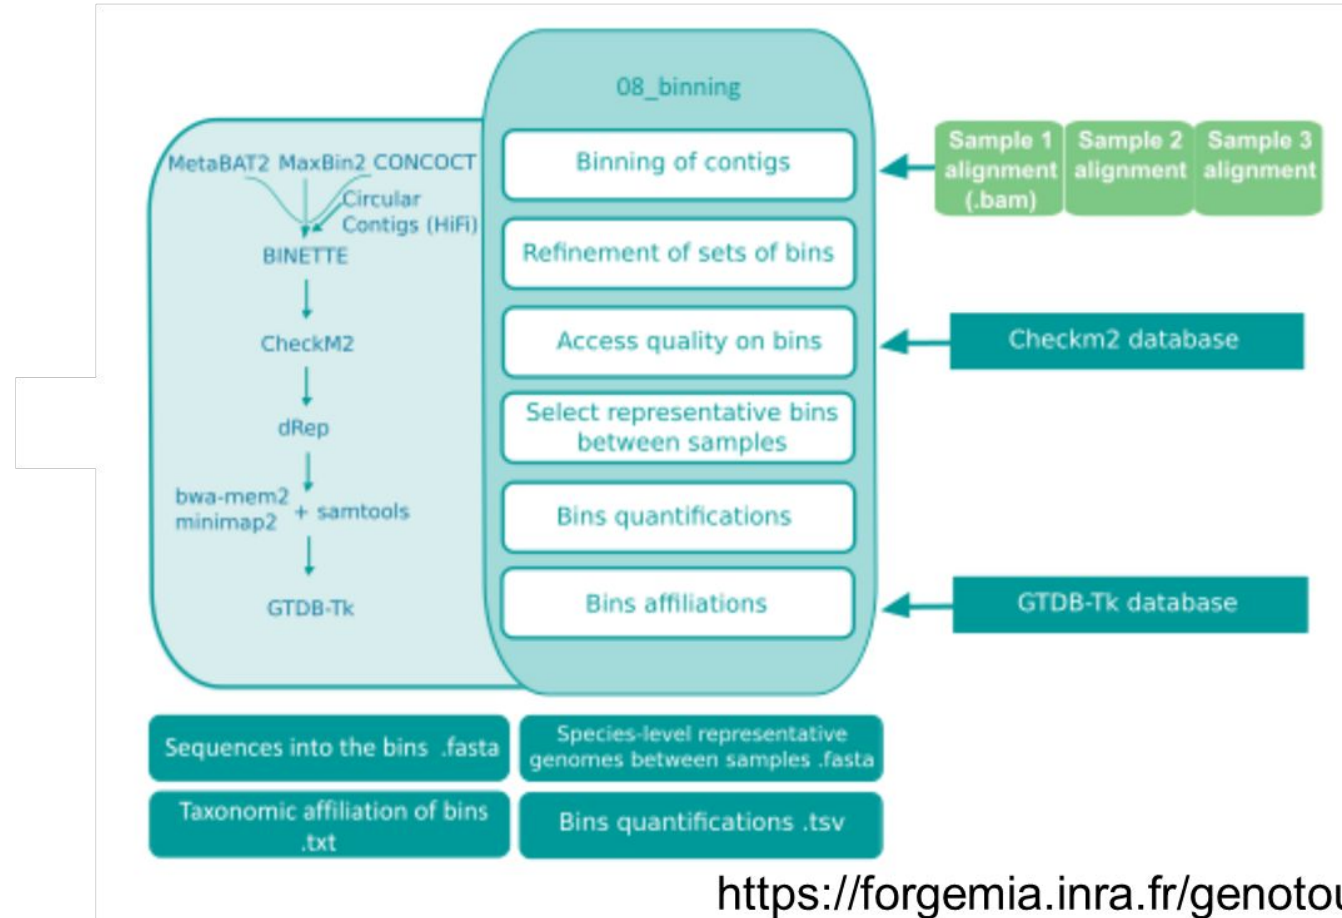 08_binning
MetaBAT2 MaxBin2 CONCOCT
Circular
Contigs (HiFi)
BINETTE
CheckM2
dRep
bwa-mem2
minimap2
+ samtools
GTDB-Tk
Binning of contigs
Refinement of sets of bins
Access quality on bins
Select representative bins
between samples
Bins quantifications
Bins affiliations
Sample 1
alignment
(.bam)
Sample 2
alignment
Sample 3
alignment
Checkm2 database
GTDB-Tk database
Sequences into the bins .fasta
Species-level representative
genomes between samples .fasta
Taxonomic affiliation of bins
.txt
Bins quantifications .tsv
https://forgemia.inra.fr/genotou